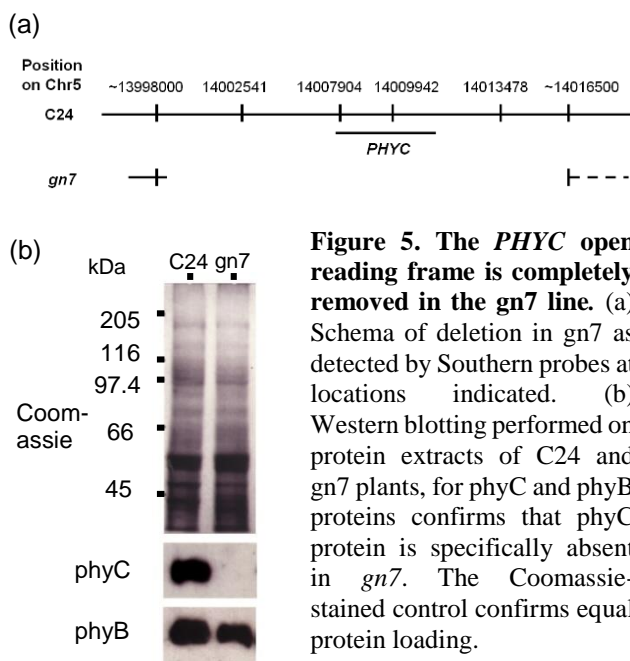 (a)
Position
on Chr5
~13998000 14002541 14007904 14009942 14013478 ~14016500
C24
PHYC
gn7
(b)
kDa
C24 gn7
205
116
97.4
Coom-
assie
66
45
phyC
phyB
Figure 5. The PHYC open
reading frame is completely
removed in the gn7 line. (a)
Schema of deletion in gn7 as
detected by Southern probes at
locations indicated. (b)
Western blotting performed on
protein extracts of C24 and
gn7 plants, for phyC and phyB
proteins confirms that phyC
protein is specifically absent
in gn7. The Coomassie-
stained control confirms equal
protein loading.